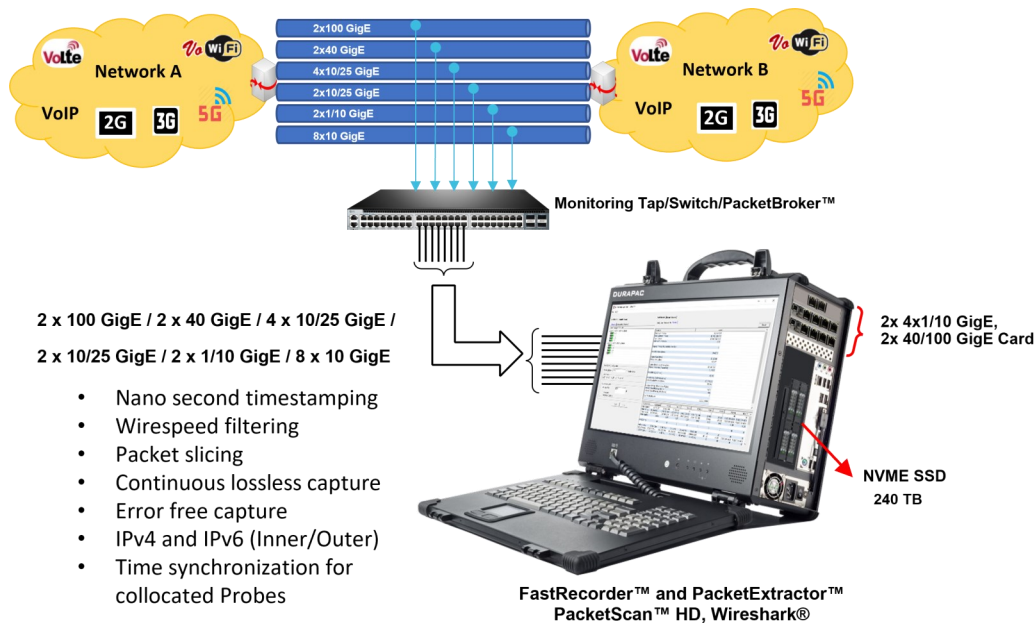 2x100 GigE
2x40 GigE
4x10/25 GigE
2x10/25 GigE
2x1/10 GigE
8x10 GigE
VoLte
Vo WiFi
Network A
VoIP
2G
3G
5G
VoLte
Vo WiFi
Network B
VoIP
2G
3G
5G
Monitoring Tap/Switch/PacketBroker™
DURAPAC
2 x 100 GigE / 2 x 40 GigE / 4 x 10/25 GigE /
2 x 10/25 GigE / 2 x 1/10 GigE / 8 x 10 GigE
• Nano second timestamping
• Wirespeed filtering
• Packet slicing
• Continuous lossless capture
• Error free capture
• IPv4 and IPv6 (Inner/Outer)
• Time synchronization for
collocated Probes
2x 4x1/10 GigE,
2x 40/100 GigE Card
NVME SSD
240 TB
FastRecorder™ and PacketExtractor™
PacketScan™ HD, Wireshark®